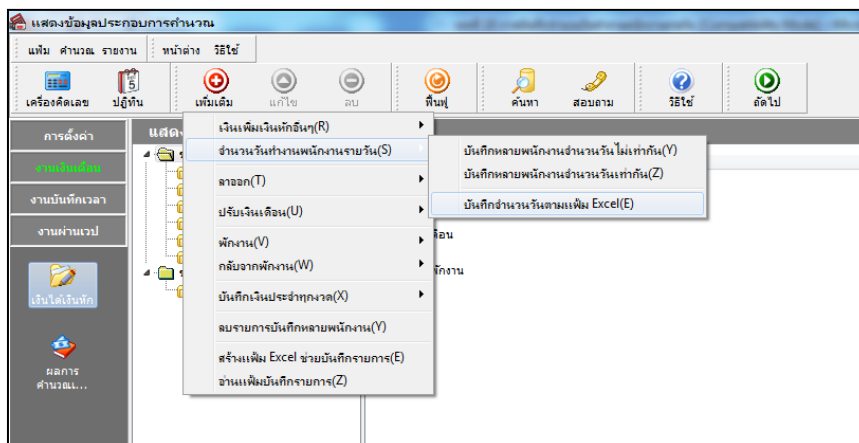 แสดงข้อมูลประกอบการคำนวณ
แฟ้ม คำนวณ รายงาน หน้าต่าง วิธีใช้
เครื่องคิดเลข ปฏิทิน เพิ่มเติม แก้ไข ลบ ฟื้นฟู ค้นหา สอบถาม วิธีใช้ ถัดไป
การตั้งค่า
งานเงินเดือน
งานบันทึกเวลา
งานผ่านเวป
เงินได้เงินหัก
ผลการ
คำนวณ...
แสดง
เงินเพิ่มเงินหักอื่นๆ(R)
จำนวนวันทำงานพนักงานรายวัน(S)
ลาออก(T)
ปรับเงินเดือน(U)
พักงาน(V)
กลับจากพักงาน(W)
บันทึกเงินประจำทุกงวด(X)
ลบรายการบันทึกหลายพนักงาน(Y)
สร้างแฟ้ม Excel ช่วยบันทึกรายการ(E)
อ่านแฟ้มบันทึกรายการ(Z)
บันทึกหลายพนักงานจำนวนวันไม่เท่ากัน(Y)
บันทึกหลายพนักงานจำนวนวันเท่ากัน(Z)
บันทึกจำนวนวันตามแฟ้ม Excel(E)
ดือน
พักงาน